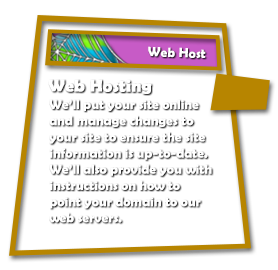 Web Host
Web Hosting
We'll put your site online
and manage changes to
your site to ensure the site
information is up-to-date.
We'll also provide you with
instructions on how to
point your domain to our
web servers.